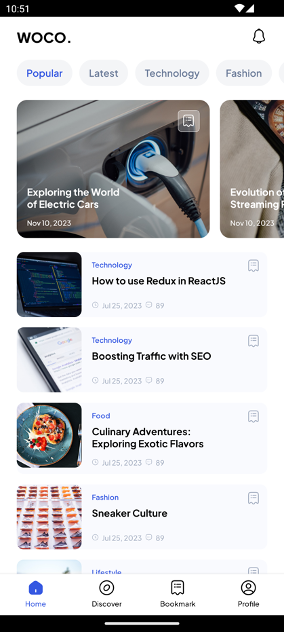 10:51
WOCO.
Popular
Latest
Technology
Fashion
Exploring the World
of Electric Cars
Nov 10, 2023
Evolution of
Streaming
Nov 10, 2023
Technology
How to use Redux in ReactJS
Jul 25, 2023
89
Technology
Boosting Traffic with SEO
Jul 25, 2023
89
Food
Culinary Adventures:
Exploring Exotic Flavors
Jul 25, 2023
89
Fashion
Sneaker Culture
Jul 25, 2023
89
Lifestyle
Home
Discover
Bookmark
Profile